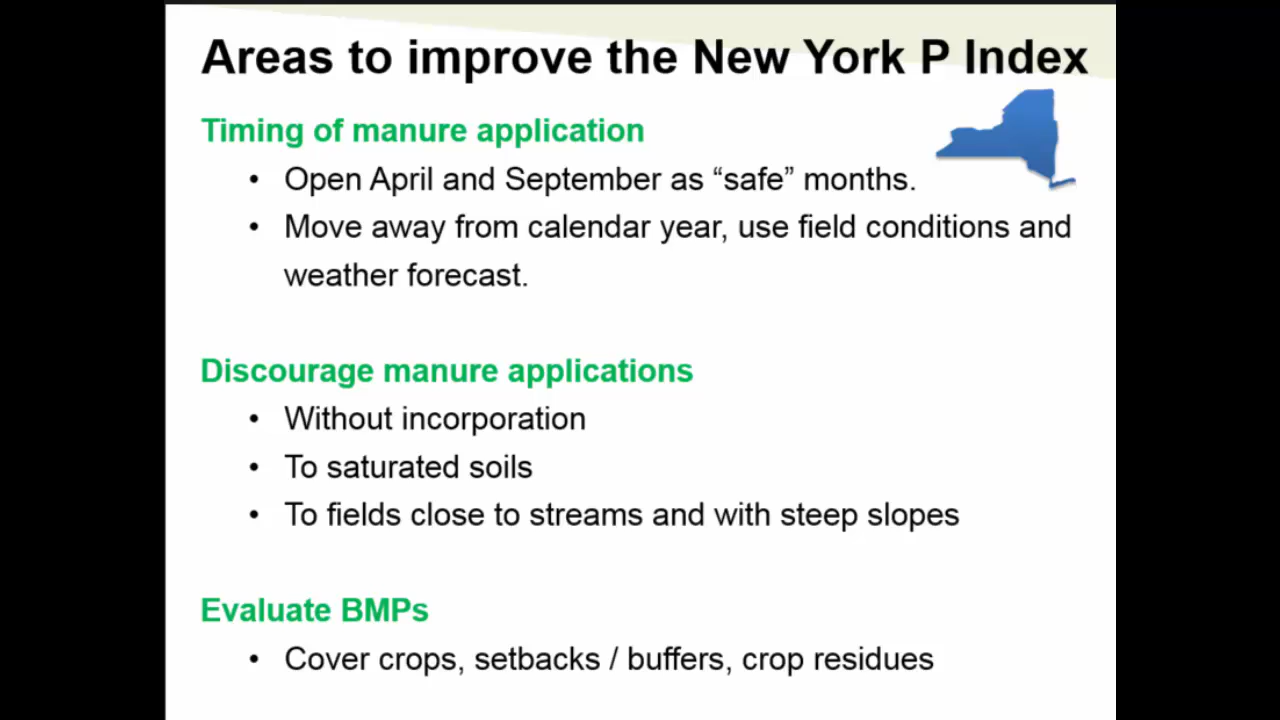 Areas to improve the New York P Index
Timing of manure application
• Open April and September as “safe” months.
• Move away from calendar year, use field conditions and
weather forecast.
Discourage manure applications
• Without incorporation
• To saturated soils
• To fields close to streams and with steep slopes
Evaluate BMPs
• Cover crops, setbacks / buffers, crop residues